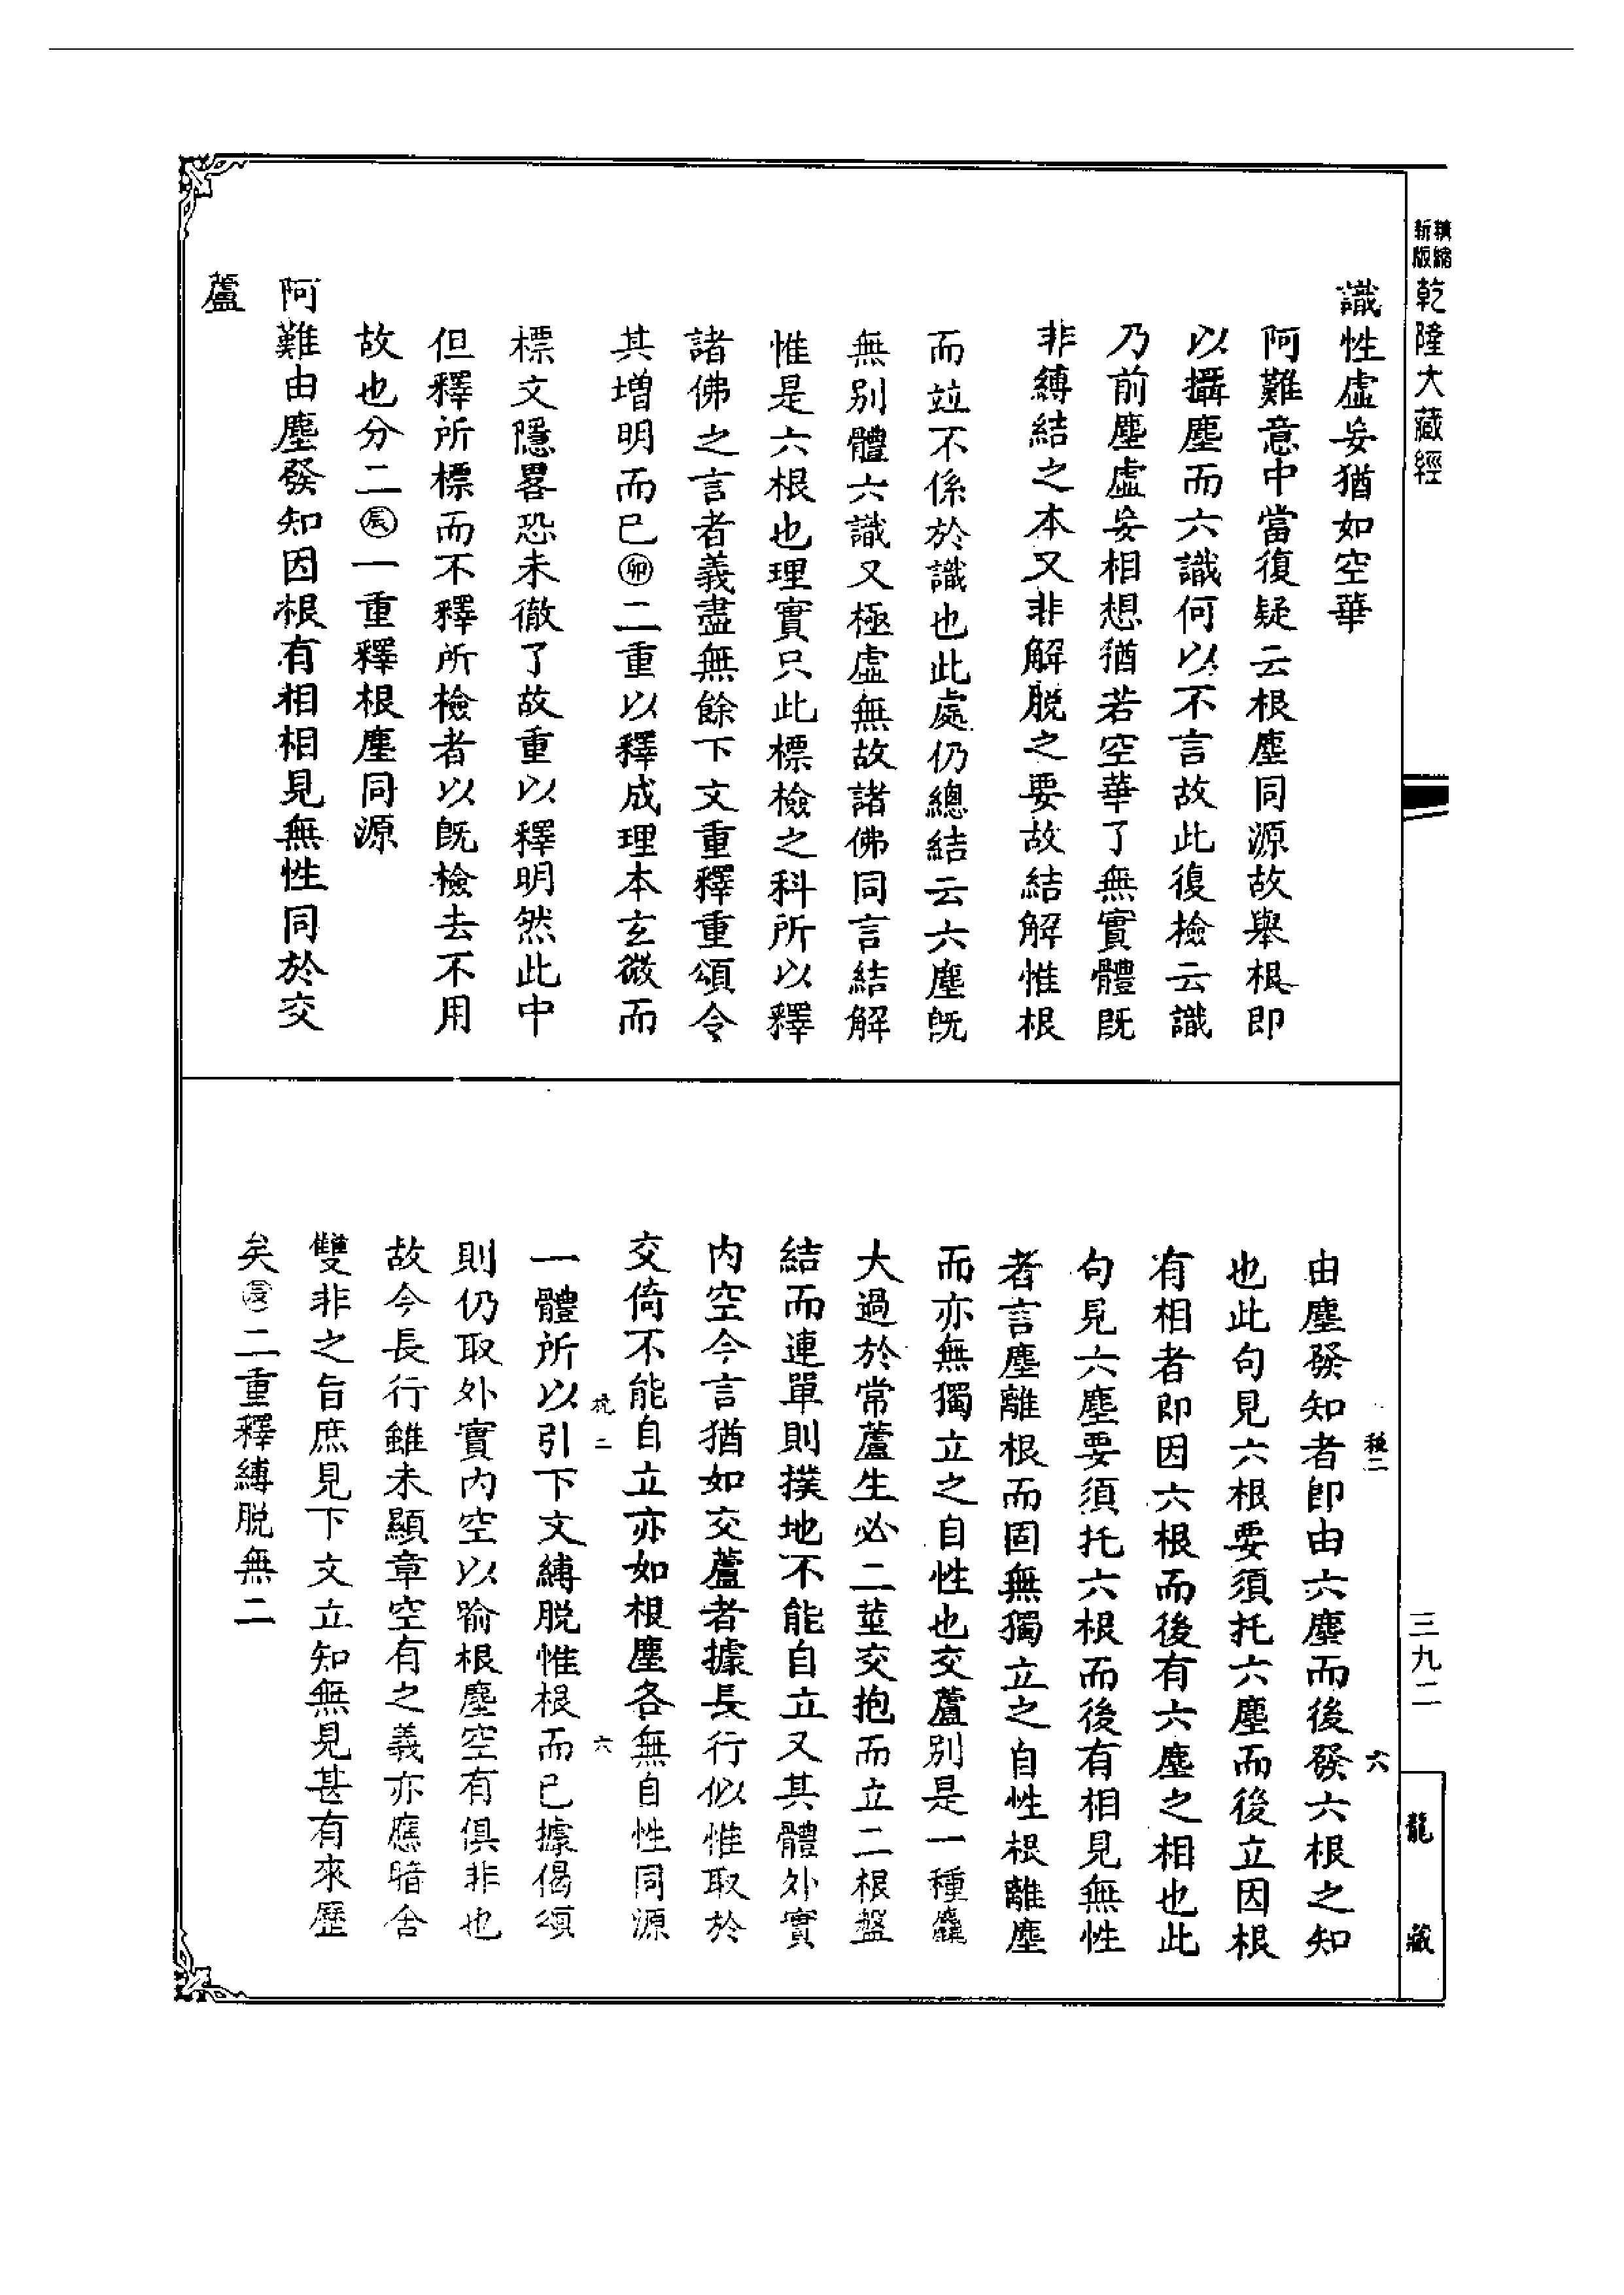 精縮新版乾隆大藏經
識性虛妄猶如空華
阿難意中當復疑云根塵同源故舉根即
以攝塵而六識何以不言故此復檢云識
乃前塵虛妄相想猶若空華了無實體既
非縛結之本又非解脫之要故結解惟根
而竝不係於識也此處仍總結云六塵既
無別體六識又極虛無故諸佛同言結解
惟是六根也理實只此標檢之科所以釋
諸佛之言者義盡無餘下文重釋重頌令
其增明而已㊞二重以釋成理本玄微而
標文隱畧恐未徹了故重以釋明然此中
但釋所標而不釋所檢者以既檢去不用
故也分二辰一重釋根塵同源
阿難由塵發知因根有相相見無性同於交
蘆
三九二
龍藏
種二
六
由塵發知者即由六塵而後發六根之知
也此句見六根要須托六塵而後立因根
有相者即因六根而後有六塵之相也此
句見六塵要須托六根而後有相見無性
者言塵離根而固無獨立之自性根離塵
而亦無獨立之自性也交蘆別是一種麤
大過於常蘆生必二莖交抱而立二根盤
結而連單則撲地不能自立又其體外實
內空今言猶如交蘆者據長行似惟取於
交倚不能自立亦如根塵各無自性同源
二
六
一體所以引下文縛脫惟根而已據偈頌
則仍取外實內空以喻根塵空有俱非也
故今長行雖未顯章空有之義亦應暗含
雙非之旨庶見下文立知無見甚有來歷
矣辰二重釋縛脫無二